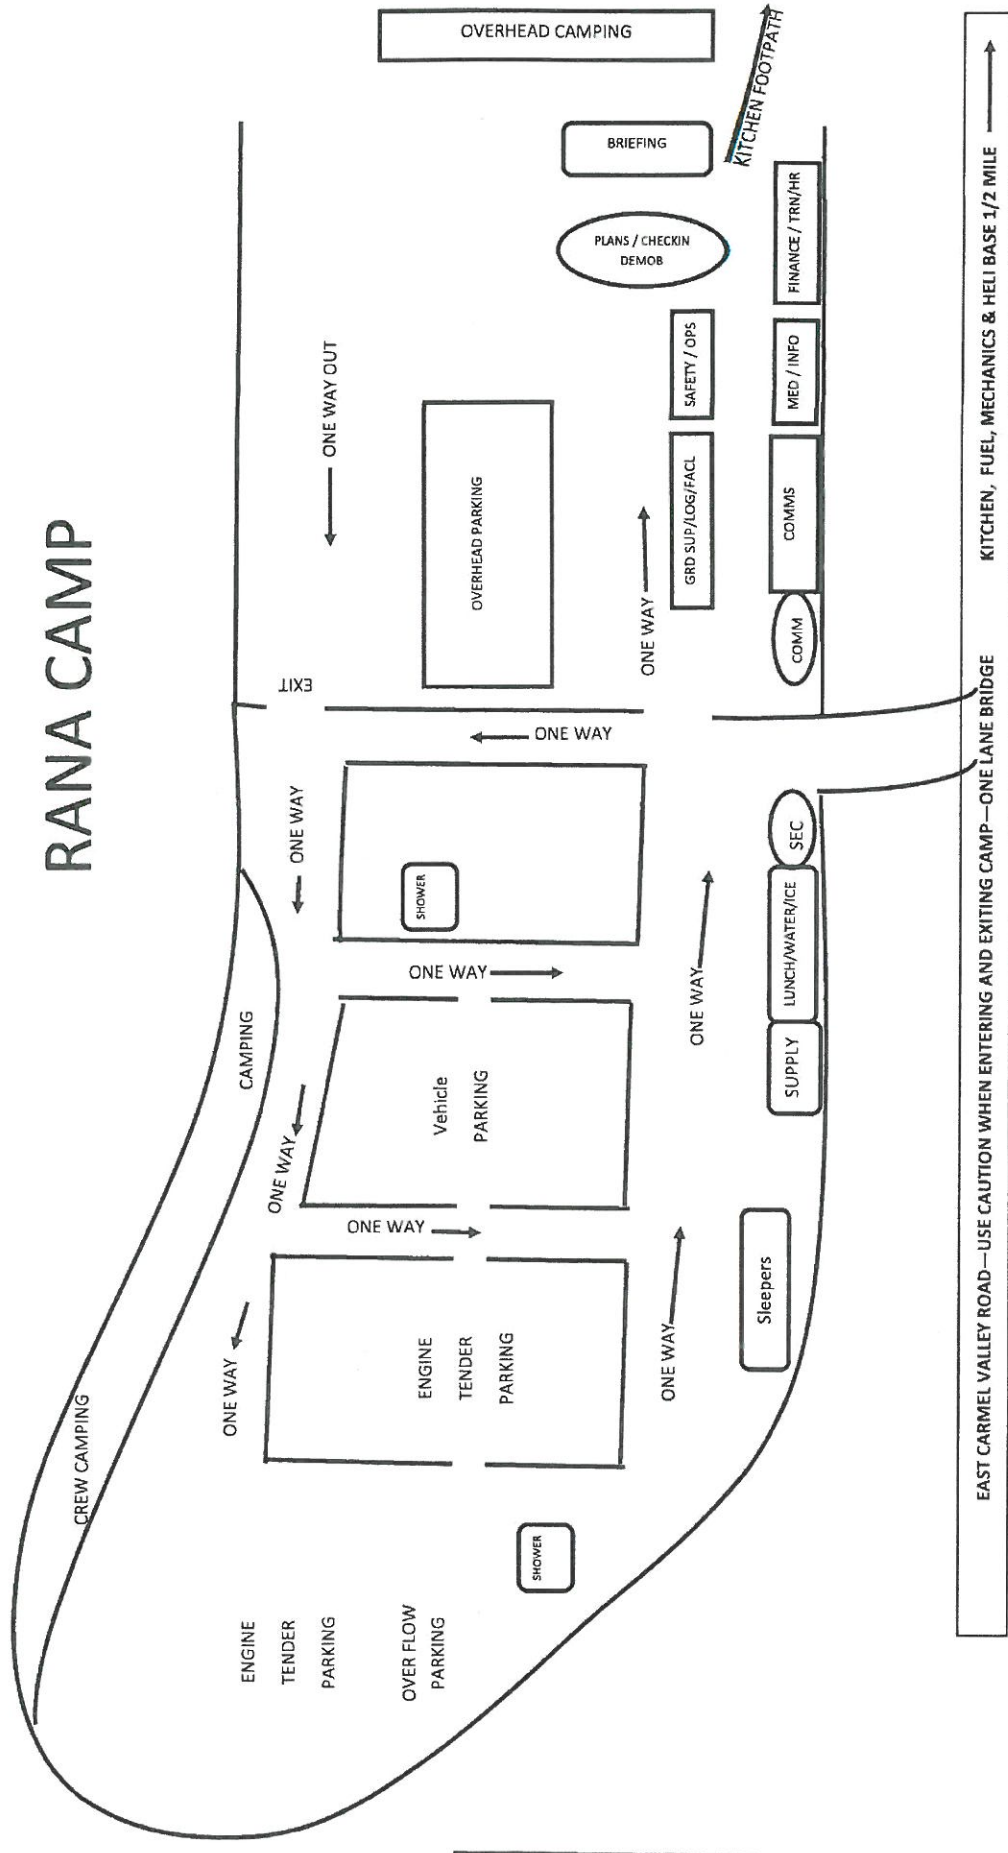 RANA CAMP
OVERHEAD CAMPING
KITCHEN FOOTPATH
BRIEFING
PLANS / CHECKIN
DEMOB
FINANCE / TRN/HR
ONE WAY OUT
SAFETY / OPS
MED / INFO
OVERHEAD PARKING
GRD SUP/LOG/FACL
COMMS
ONE WAY
COMM
EXIT
ONE WAY
ONE WAY
SHOWER
SEC
LUNCH/WATER/ICE
ONE WAY
ONE WAY
SUPPLY
CAMPING
Vehicle
PARKING
ONE WAY
ONE WAY
Sleepers
ONE WAY
ENGINE
TENDER
PARKING
ONE WAY
CREW CAMPING
SHOWER
ENGINE
TENDER
PARKING
OVER FLOW
PARKING
EAST CARMEL VALLEY ROAD—USE CAUTION WHEN ENTERING AND EXITING CAMP—ONE LANE BRIDGE KITCHEN, FUEL, MECHANICS & HELI BASE 1/2 MILE